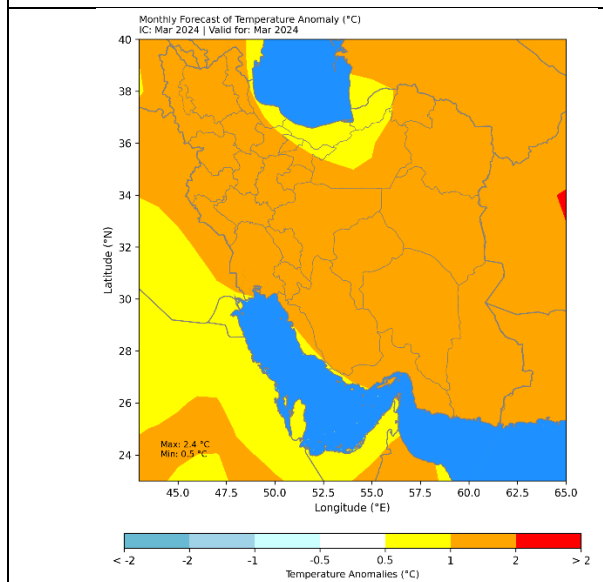 Monthly Forecast of Temperature Anomaly (°C)
IC: Mar 2024 | Valid for: Mar 2024
40
38
36
34
32
30
28
26
24
Latitude (°N)
Max: 2.4 °C
Min: 0.5 °C
45.0 47.5 50.0 52.5 55.0 57.5 60.0 62.5 65.0
Longitude (°E)
< -2 -2 -1 -0.5 0.5 1 2 > 2
Temperature Anomalies (°C)